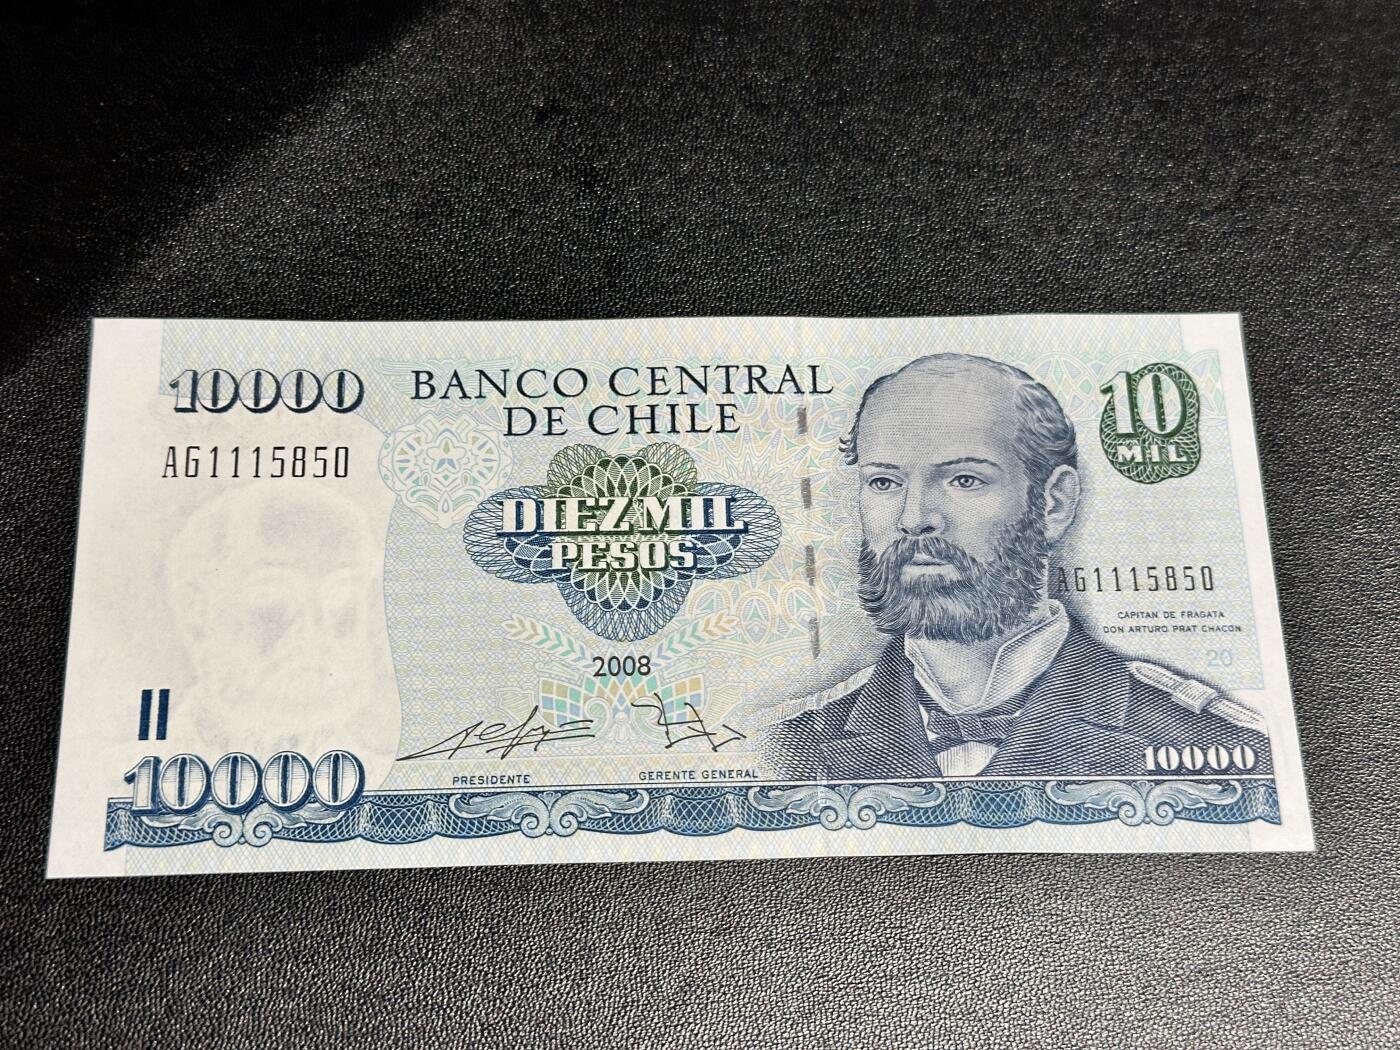 10000
BANCO CENTRAL
DE CHILE
10
MIL
AG1115850
DIEZ MIL
PESOS
AG1115850
CAPITAN DE FRAGATA
DON ARTURO PRAT CHACON
20
2008
10000
PRESIDENTE
GERENTE GENERAL
10000